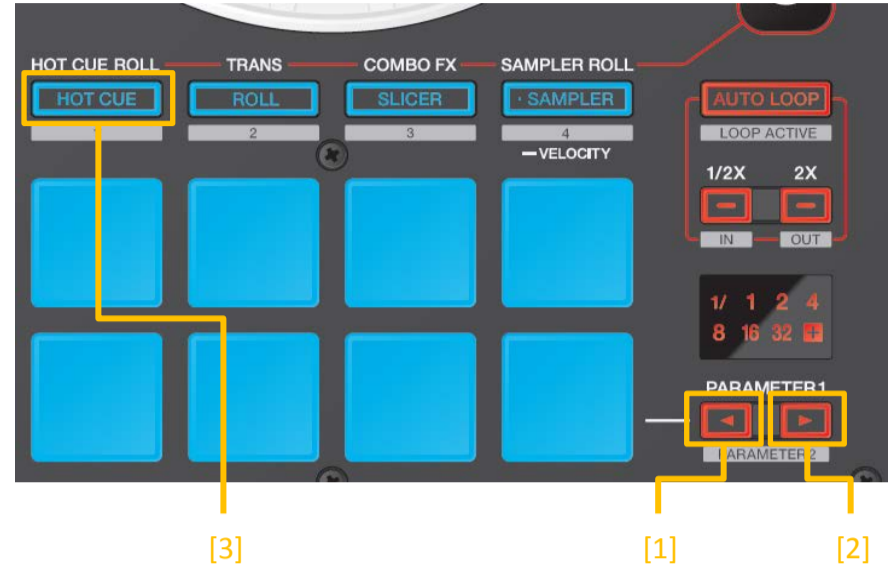 HOT CUE ROLL TRANS COMBO FX SAMPLER ROLL
HOT CUE ROLL SLICER · SAMPLER AUTO LOOP
2 3 4 LOOP ACTIVE
– VELOCITY
1/2X 2X
IN OUT
1/ 1 2 4
8 16 32 +
PARAMETER1
PARAMETER2
[3] [1] [2]